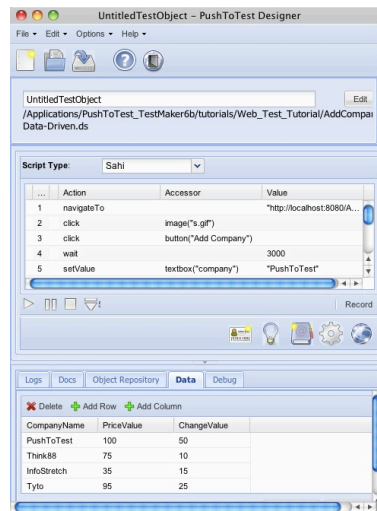 UntitledTestObject - PushToTest Designer
File Edit Options Help
UntitledTestObject Edit
/Applications/PushToTest_TestMaker6b/tutorials/Web_Test_Tutorial/AddCompan
Data-Driven.ds
Script Type: Sahi
... Action Accessor Value
1 navigateTo "http://localhost:8080/A...
2 click image("s.gif")
3 click button("Add Company")
4 wait 3000
5 setValue textbox("company") "PushToTest"
Record
Logs Docs Object Repository Data Debug
Delete Add Row Add Column
CompanyName PriceValue ChangeValue
PushToTest 100 50
Think88 75 10
InfoStretch 35 15
Tyto 95 25